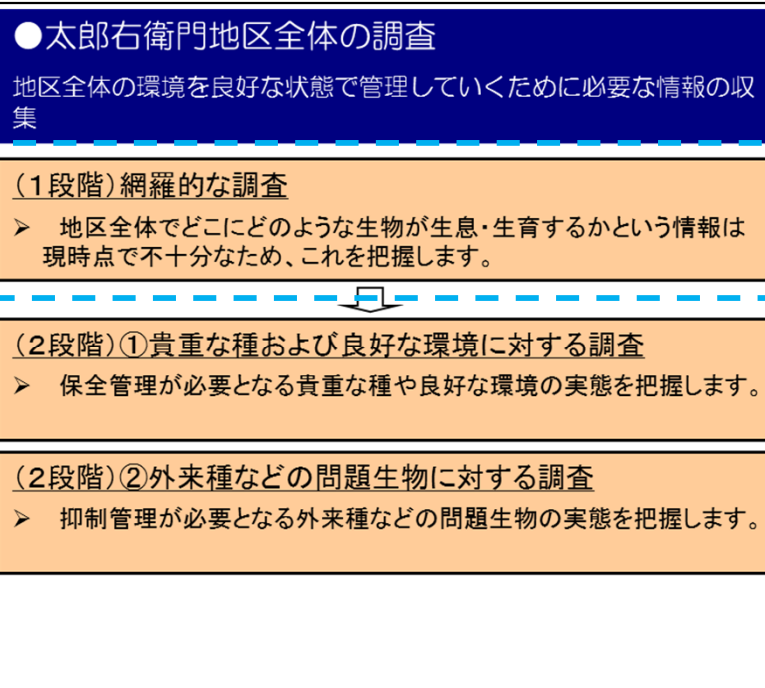 ●太郎右衛門地区全体の調査
地区全体の環境を良好な状態で管理していくために必要な情報の収
集
(1段階)網羅的な調査
➢ 地区全体でどこにどのような生物が生息・生育するかという情報は
現時点で不十分なため、これを把握します。
(2段階)①貴重な種および良好な環境に対する調査
➢ 保全管理が必要となる貴重な種や良好な環境の実態を把握します。
(2段階)②外来種などの問題生物に対する調査
➢ 抑制管理が必要となる外来種などの問題生物の実態を把握します。